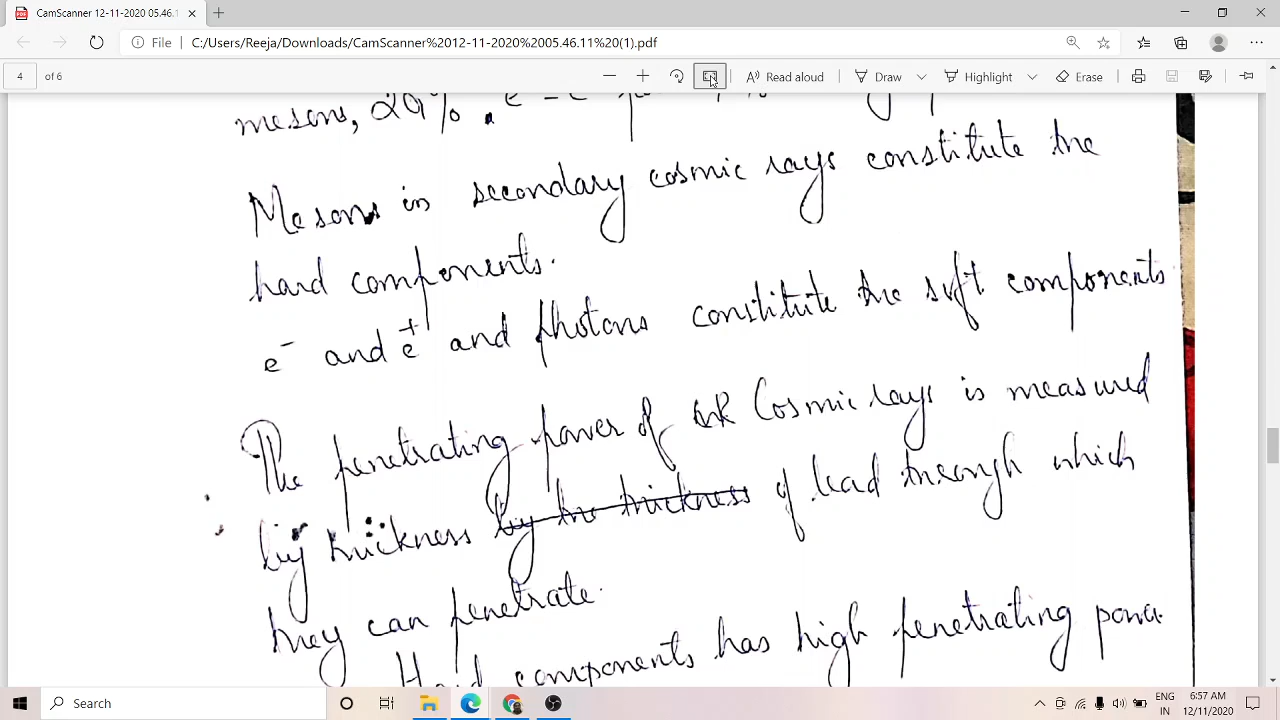 CamScanner 12-11-2020 05.46.1
File C:/Users/Reeja/Downloads/CamScanner%2012-11-2020%2005.46.11%20(1).pdf
4 of 6 Read aloud Draw Highlight Erase
mesons, 29%, e⁻ - e
Mesons in secondary cosmic rays constitute the
hard components.
e⁻ and e⁺ and photons constitute the soft components
The penetrating power of Cosmic rays is measured
by thickness by the thickness of lead through which
they can penetrate.
Hard components has high penetrating power
Search
ENG 6:57 AM
IN 12/11/2020